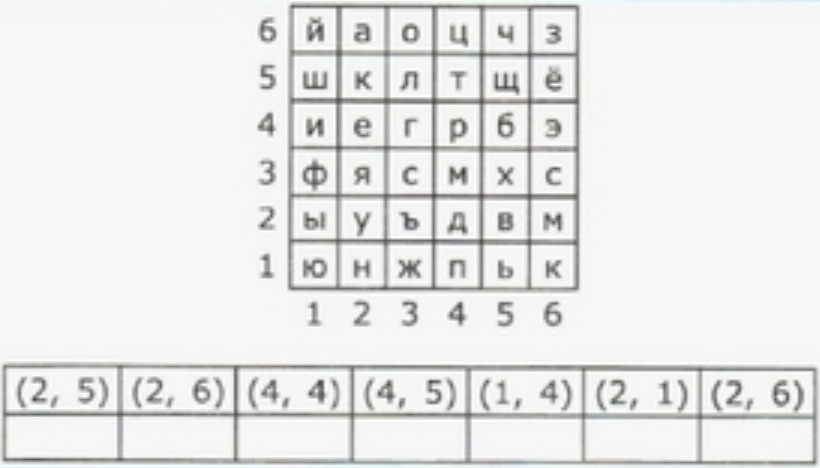 6 й а о ц ч з
5 ш к л т щ ё
4 и е г р б э
3 ф я с м х с
2 ы у ъ д в м
1 ю н ж п ь к
1 2 3 4 5 6
(2, 5) (2, 6) (4, 4) (4, 5) (1, 4) (2, 1) (2, 6)